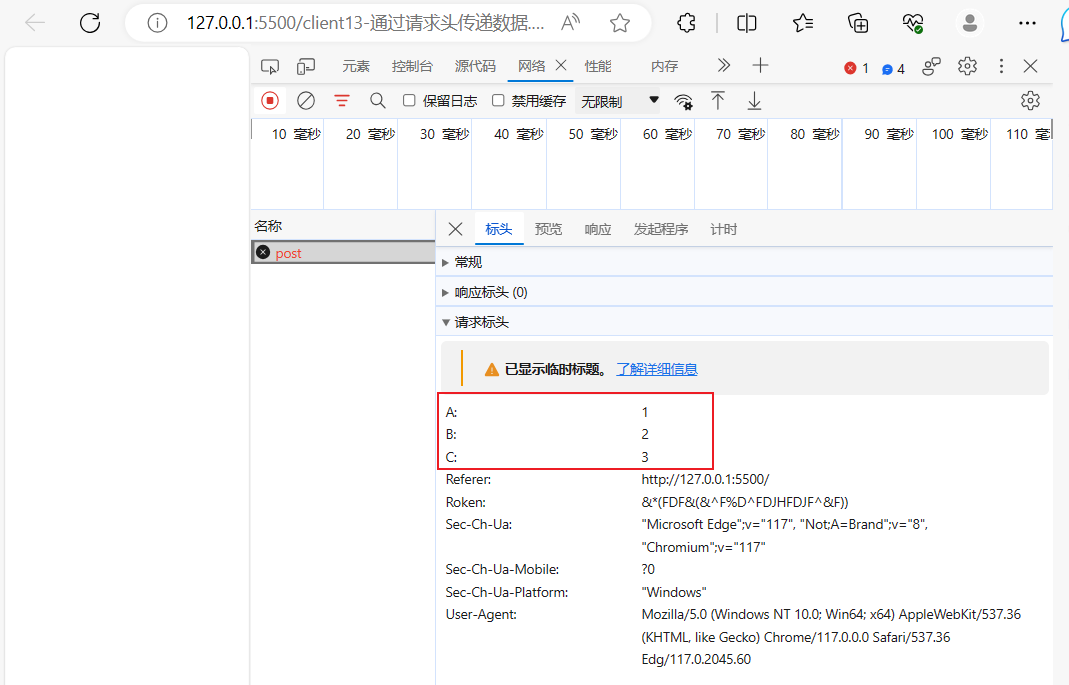 127.0.0.1:5500/client13-通过请求头传递数据....
元素 控制台 源代码 网络 性能 内存 1 4
保留日志 禁用缓存 无限制
10 毫秒 20 毫秒 30 毫秒 40 毫秒 50 毫秒 60 毫秒 70 毫秒 80 毫秒 90 毫秒 100 毫秒 110 毫
名称
标头 预览 响应 发起程序 计时
post
常规
响应标头 (0)
请求标头
已显示临时标题。 了解详细信息
A: 1
B: 2
C: 3
Referer: http://127.0.0.1:5500/
Roken: &*(FDF&(&^F%D^FDJHFDJF^&F))
Sec-Ch-Ua: "Microsoft Edge";v="117", "Not;A=Brand";v="8",
"Chromium";v="117"
Sec-Ch-Ua-Mobile: ?0
Sec-Ch-Ua-Platform: "Windows"
User-Agent: Mozilla/5.0 (Windows NT 10.0; Win64; x64) AppleWebKit/537.36
(KHTML, like Gecko) Chrome/117.0.0.0 Safari/537.36
Edg/117.0.2045.60